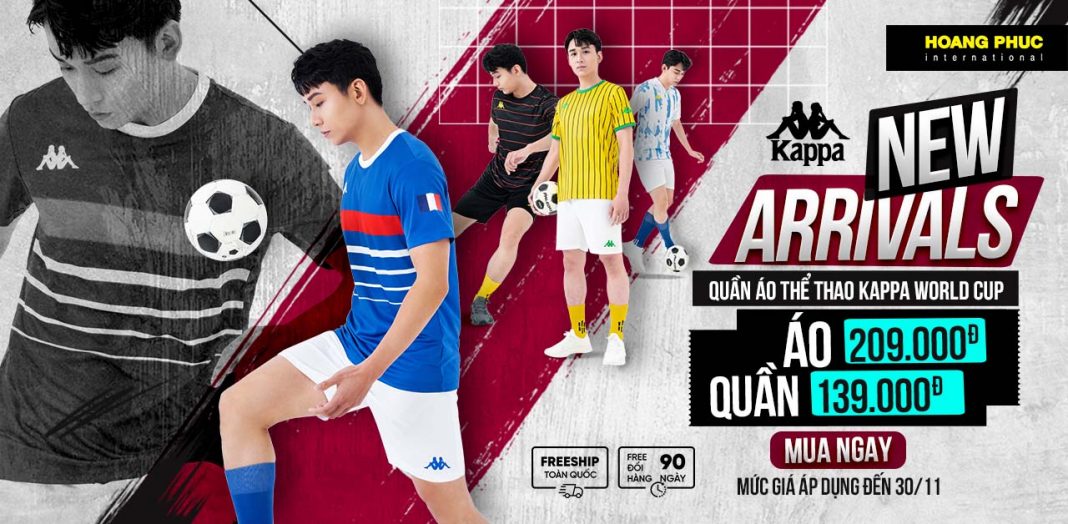 HOANG PHUC
international
Kappa
NEW
ARRIVALS
QUẦN ÁO THỂ THAO KAPPA WORLD CUP
ÁO 209.000Đ
QUẦN 139.000Đ
MUA NGAY
MỨC GIÁ ÁP DỤNG ĐẾN 30/11
FREESHIP
TOÀN QUỐC
FREE
ĐỔI
HÀNG
90
NGÀY